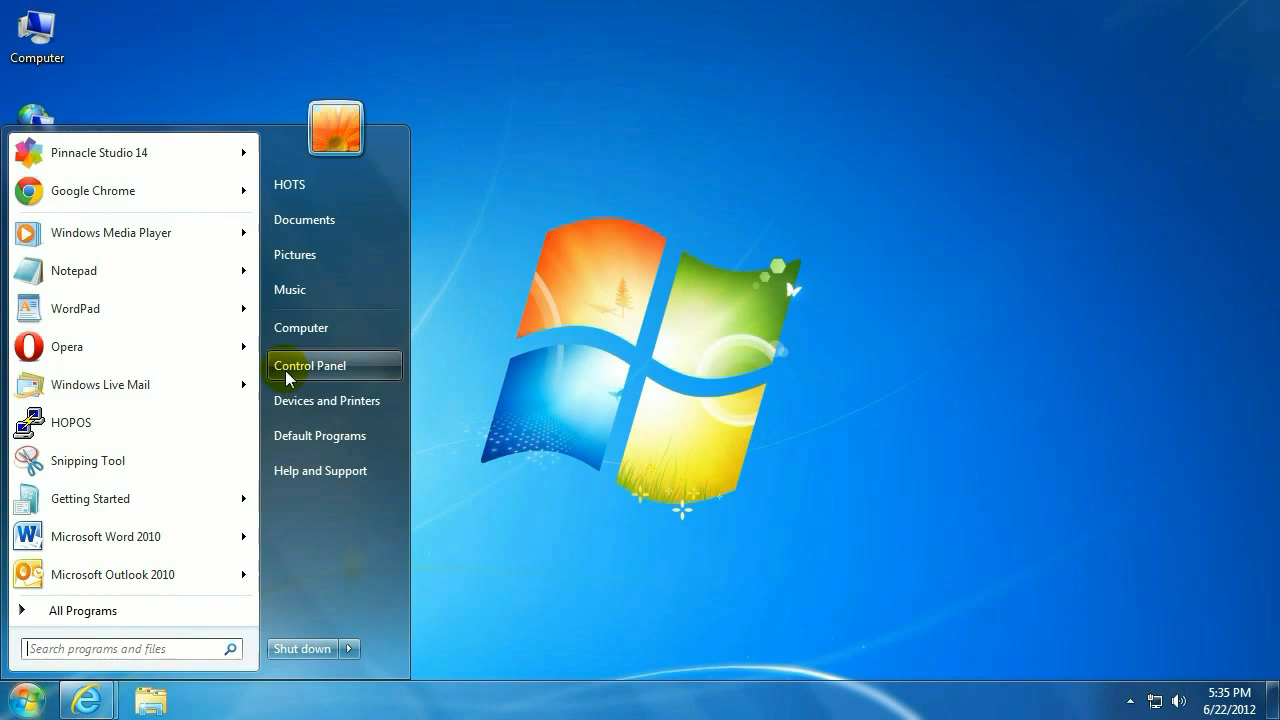 Computer
Pinnacle Studio 14
Google Chrome
Windows Media Player
Notepad
WordPad
Opera
Windows Live Mail
HOPOS
Snipping Tool
Getting Started
Microsoft Word 2010
Microsoft Outlook 2010
All Programs
Search programs and files
HOTS
Documents
Pictures
Music
Computer
Control Panel
Devices and Printers
Default Programs
Help and Support
Shut down
5:35 PM
6/22/2012